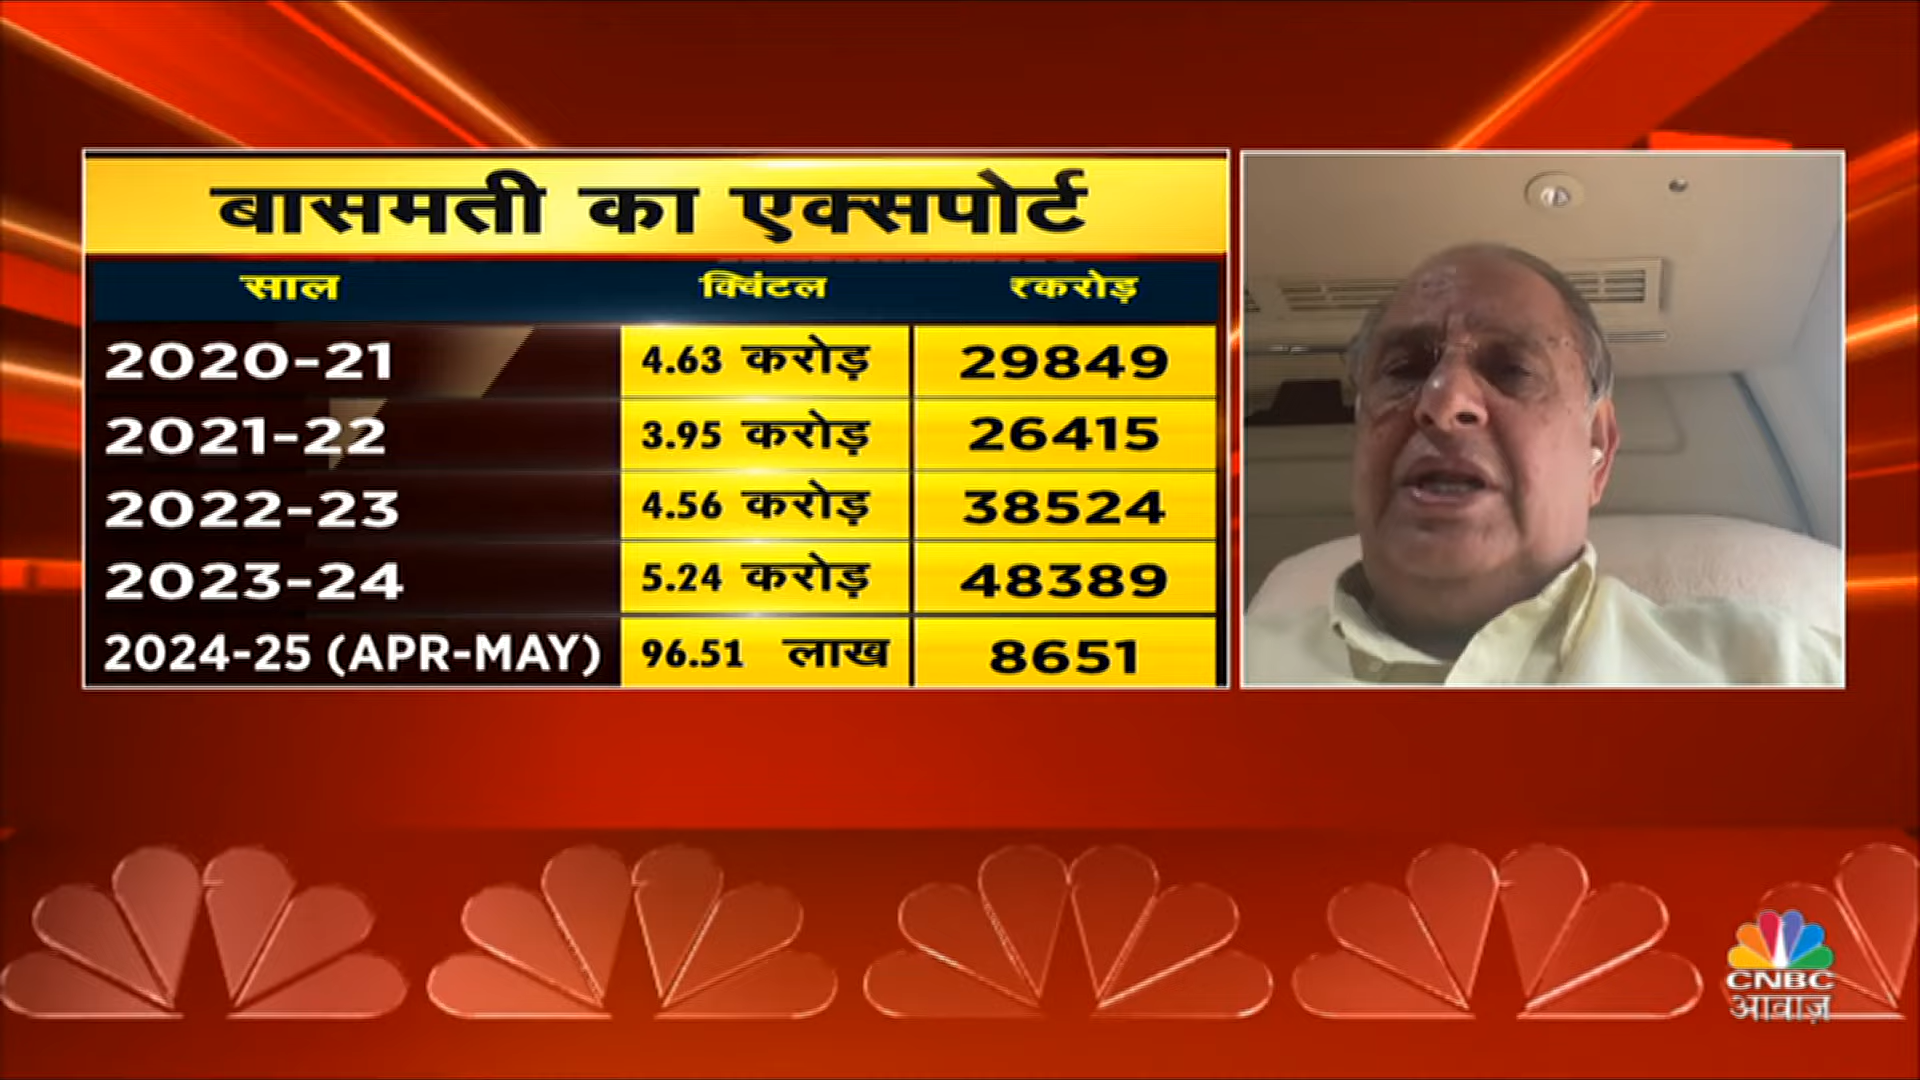 बासमती का एक्सपोर्ट
साल क्विंटल ₹करोड़
2020-21 4.63 करोड़ 29849
2021-22 3.95 करोड़ 26415
2022-23 4.56 करोड़ 38524
2023-24 5.24 करोड़ 48389
2024-25 (APR-MAY) 96.51 लाख 8651
CNBC
आवाज़